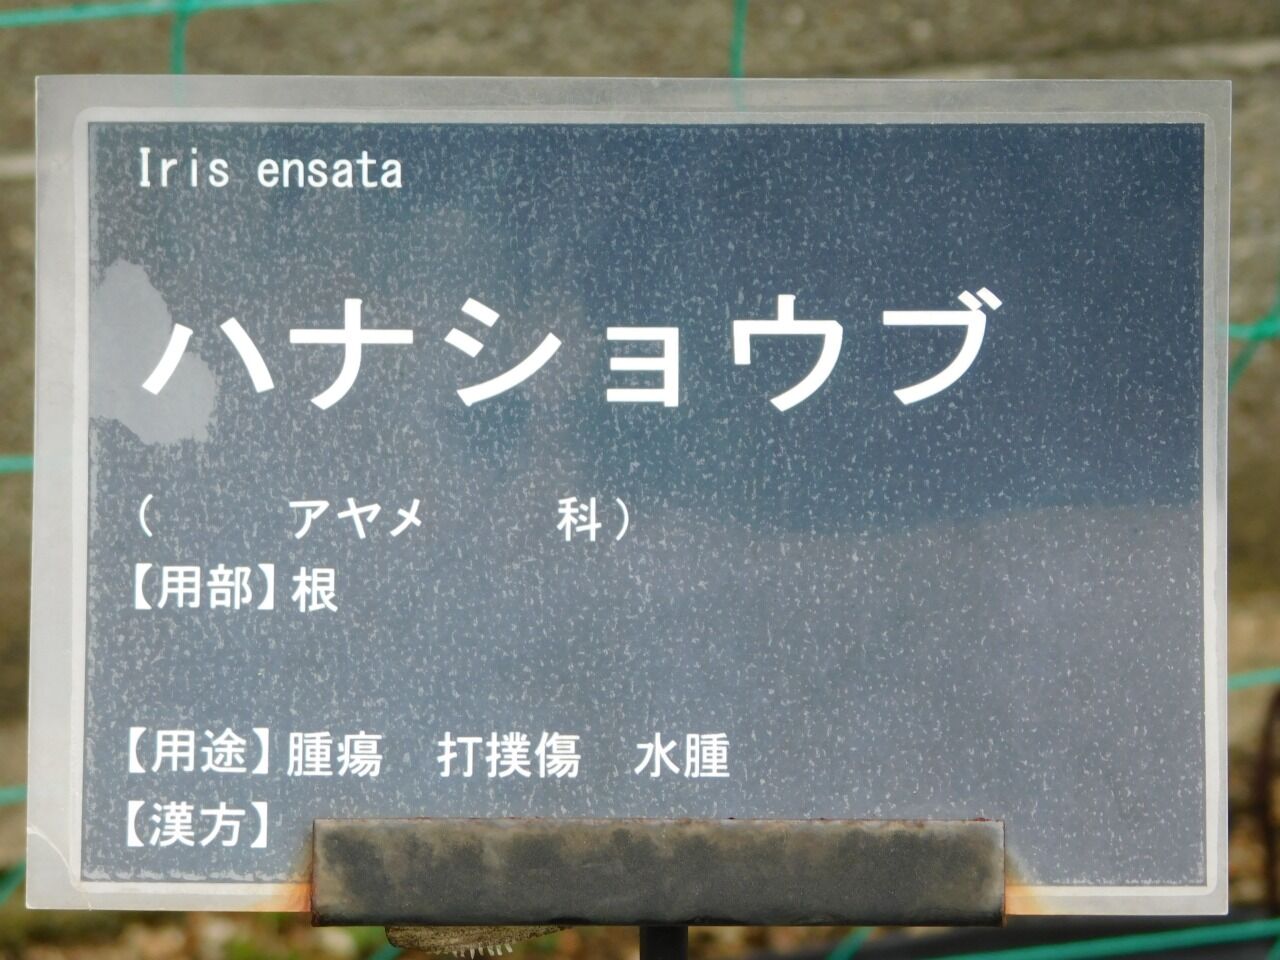 Iris ensata
ハナショウブ
（　　　アヤメ　　　科）
【用部】根
【用途】腫瘍　打撲傷　水腫
【漢方】